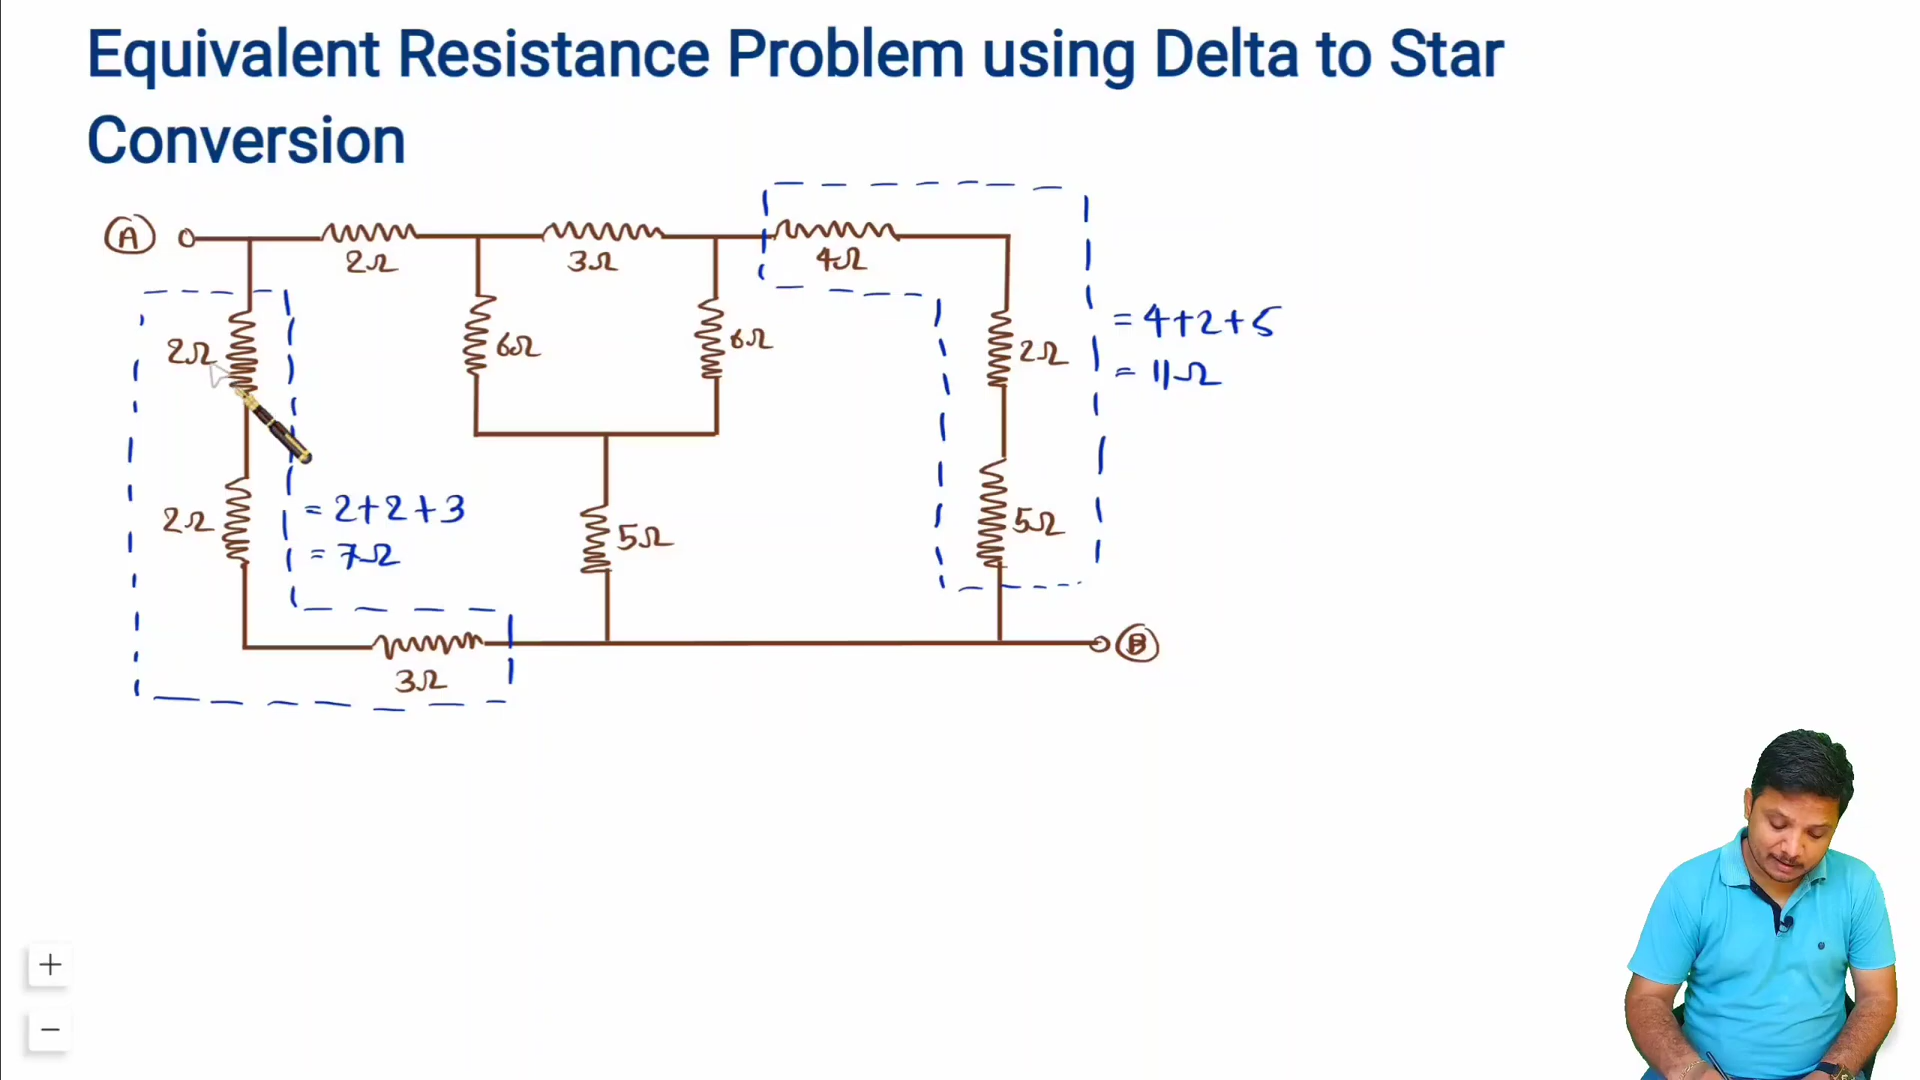 Equivalent Resistance Problem using Delta to Star
Conversion
A
2Ω
3Ω
4Ω
2Ω
6Ω
6Ω
2Ω
= 4+2+5
= 11Ω
2Ω
= 2+2+3
= 7Ω
5Ω
5Ω
3Ω
B
+
−